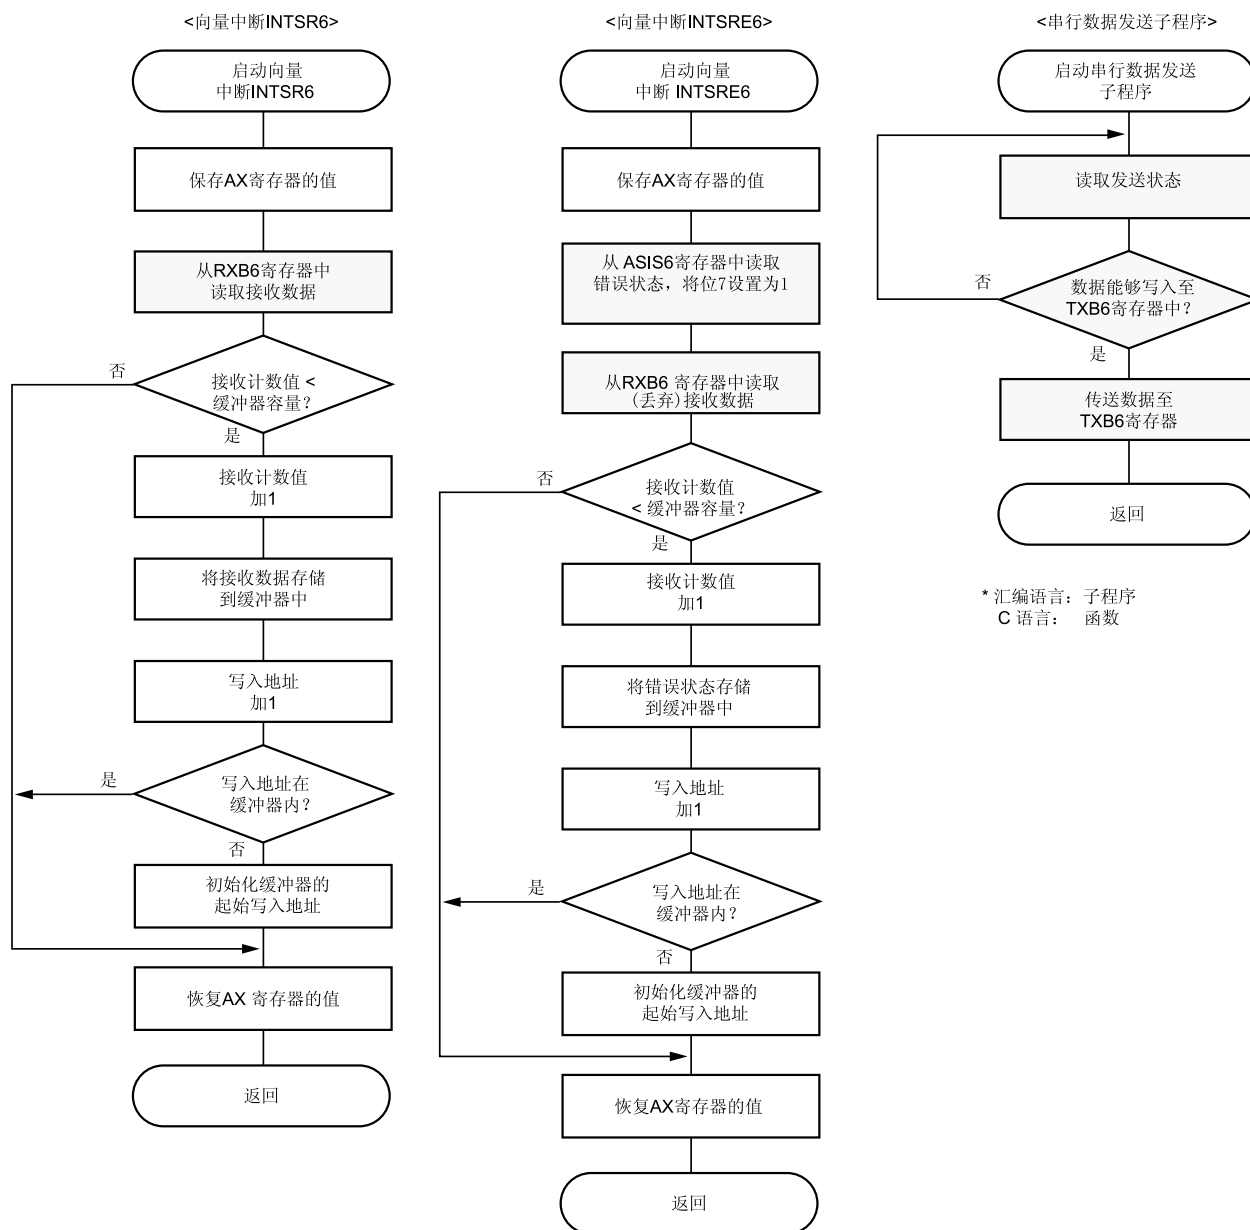 <向量中断INTSR6>
启动向量
中断INTSR6
保存AX寄存器的值
从RXB6寄存器中
读取接收数据
否
接收计数值 <
缓冲器容量？
是
接收计数值
加1
将接收数据存储
到缓冲器中
写入地址
加1
是
写入地址在
缓冲器内？
否
初始化缓冲器的
起始写入地址
恢复AX 寄存器的值
返回
<向量中断INTSRE6>
启动向量
中断 INTSRE6
保存AX寄存器的值
从 ASIS6寄存器中读取
错误状态，将位7设置为1
从RXB6 寄存器中读取
(丢弃)接收数据
否
接收计数值
< 缓冲器容量？
是
接收计数值
加1
将错误状态存储
到缓冲器中
写入地址
加1
是
写入地址在
缓冲器内？
否
初始化缓冲器的
起始写入地址
恢复AX寄存器的值
返回
<串行数据发送子程序>
启动串行数据发送
子程序
读取发送状态
否
数据能够写入至
TXB6寄存器中？
是
传送数据至
TXB6寄存器
返回
* 汇编语言： 子程序
C 语言： 函数